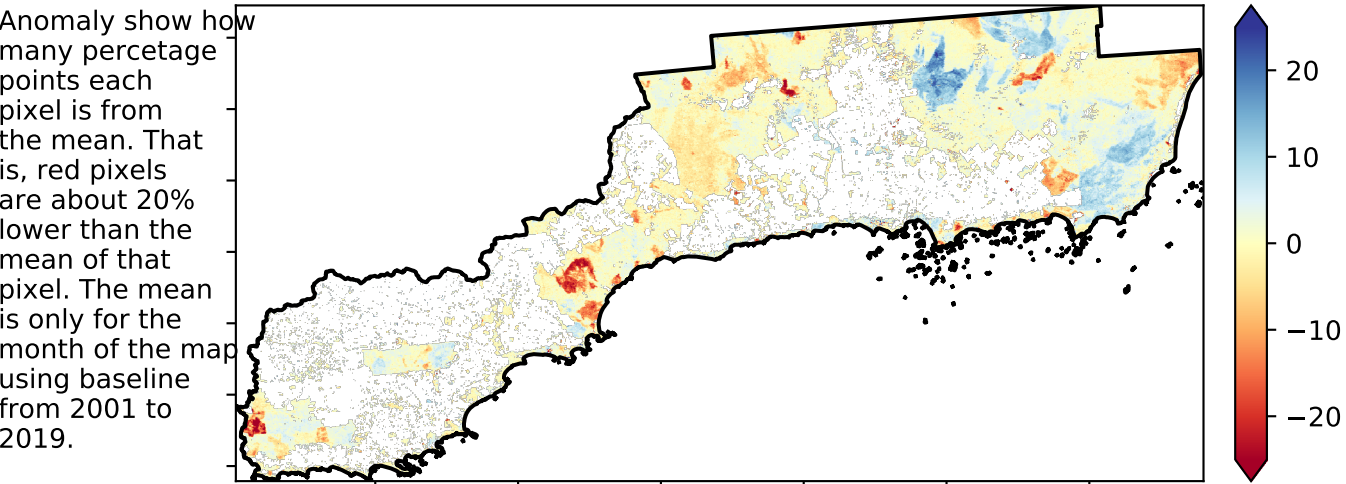 Anomaly show how
many percetage
points each
pixel is from
the mean. That
is, red pixels
are about 20%
lower than the
mean of that
pixel. The mean
is only for the
month of the map
using baseline
from 2001 to
2019.
20
10
0
−10
−20